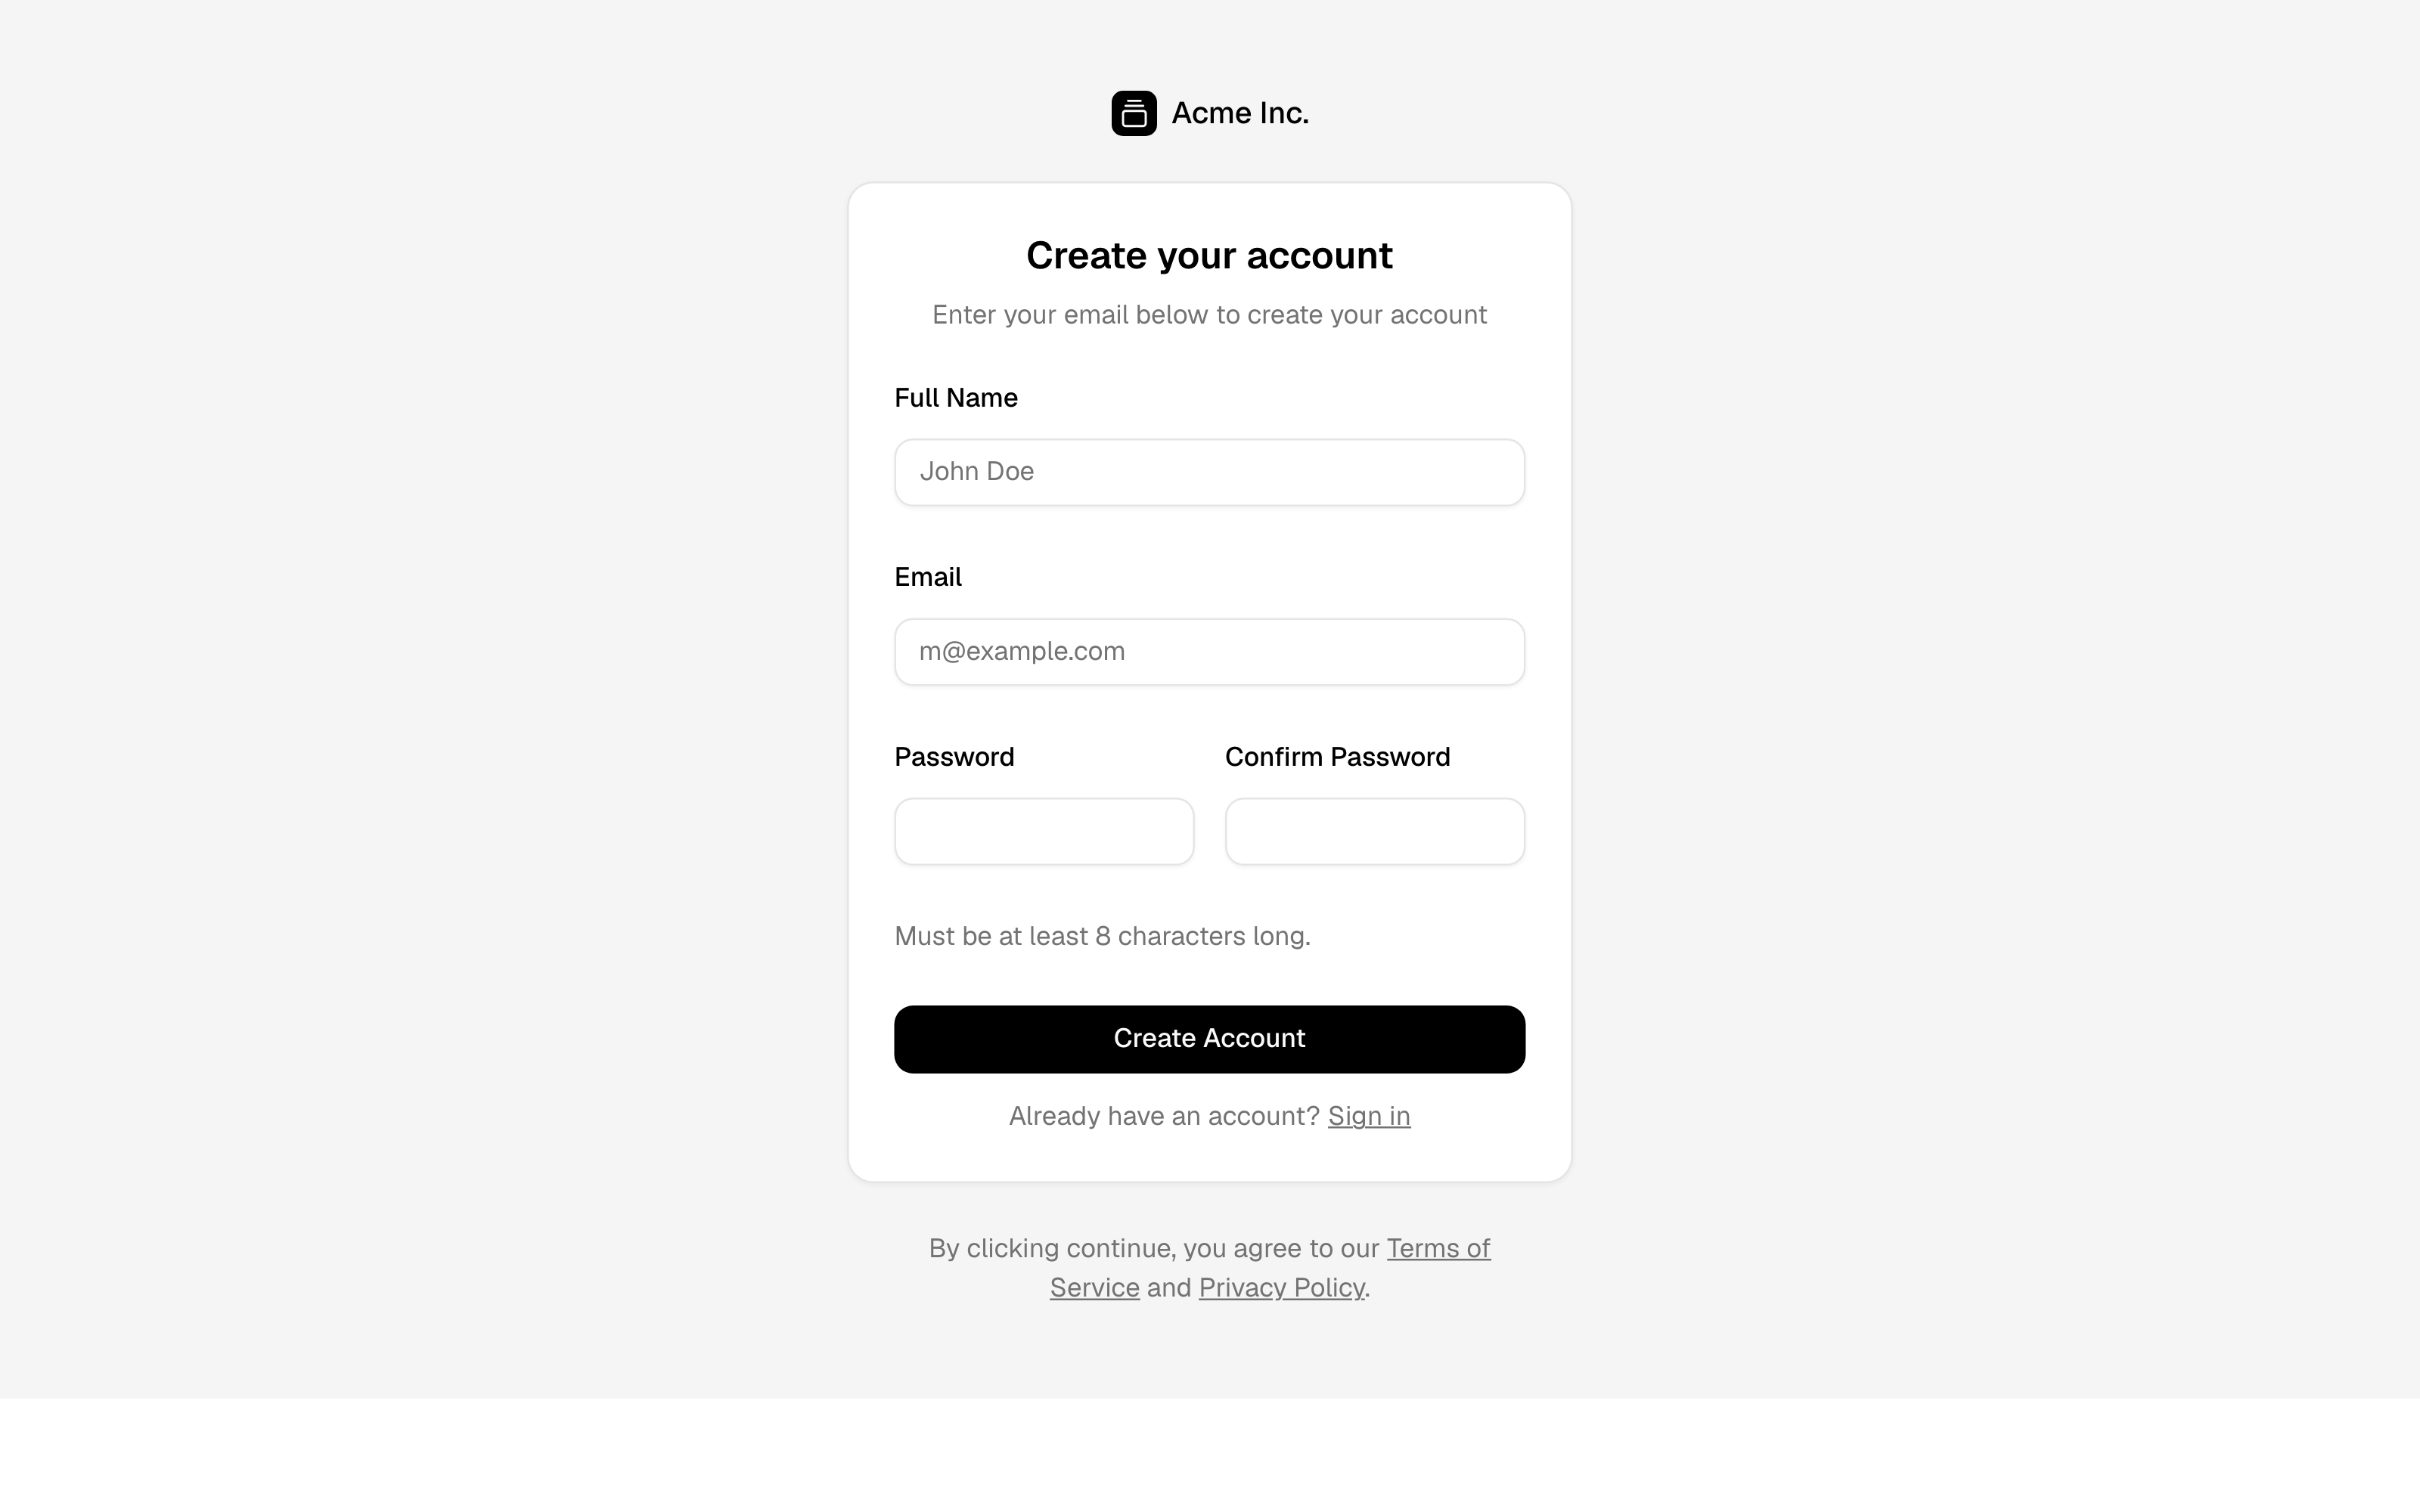 Acme Inc.
Create your account
Enter your email below to create your account
Full Name
John Doe
Email
m@example.com
Password
Confirm Password
Must be at least 8 characters long.
Create Account
Already have an account? Sign in
By clicking continue, you agree to our Terms of
Service and Privacy Policy.